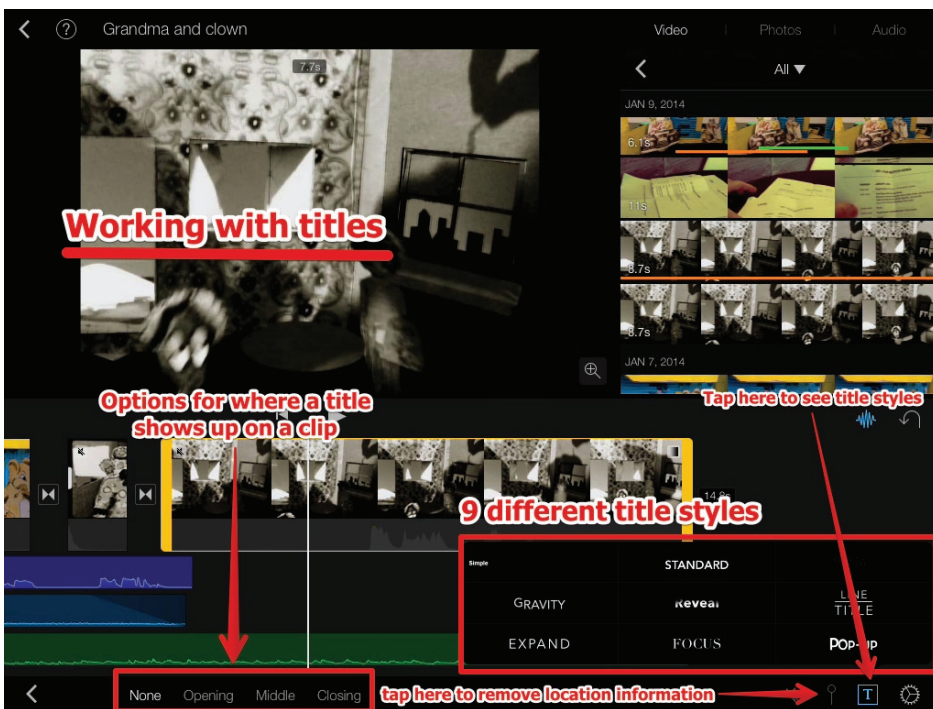 ? Grandma and clown
Video Photos Audio
7.7s
All ▼
JAN 9, 2014
6.1s
11s
Working with titles
8.7s
8.7s
JAN 7, 2014
Options for where a title
shows up on a clip
Tap here to see title styles
14.8s
9 different title styles
Simple STANDARD
GRAVITY Reveal LINE TITLE
EXPAND FOCUS POP-UP
None Opening Middle Closing
tap here to remove location information
T